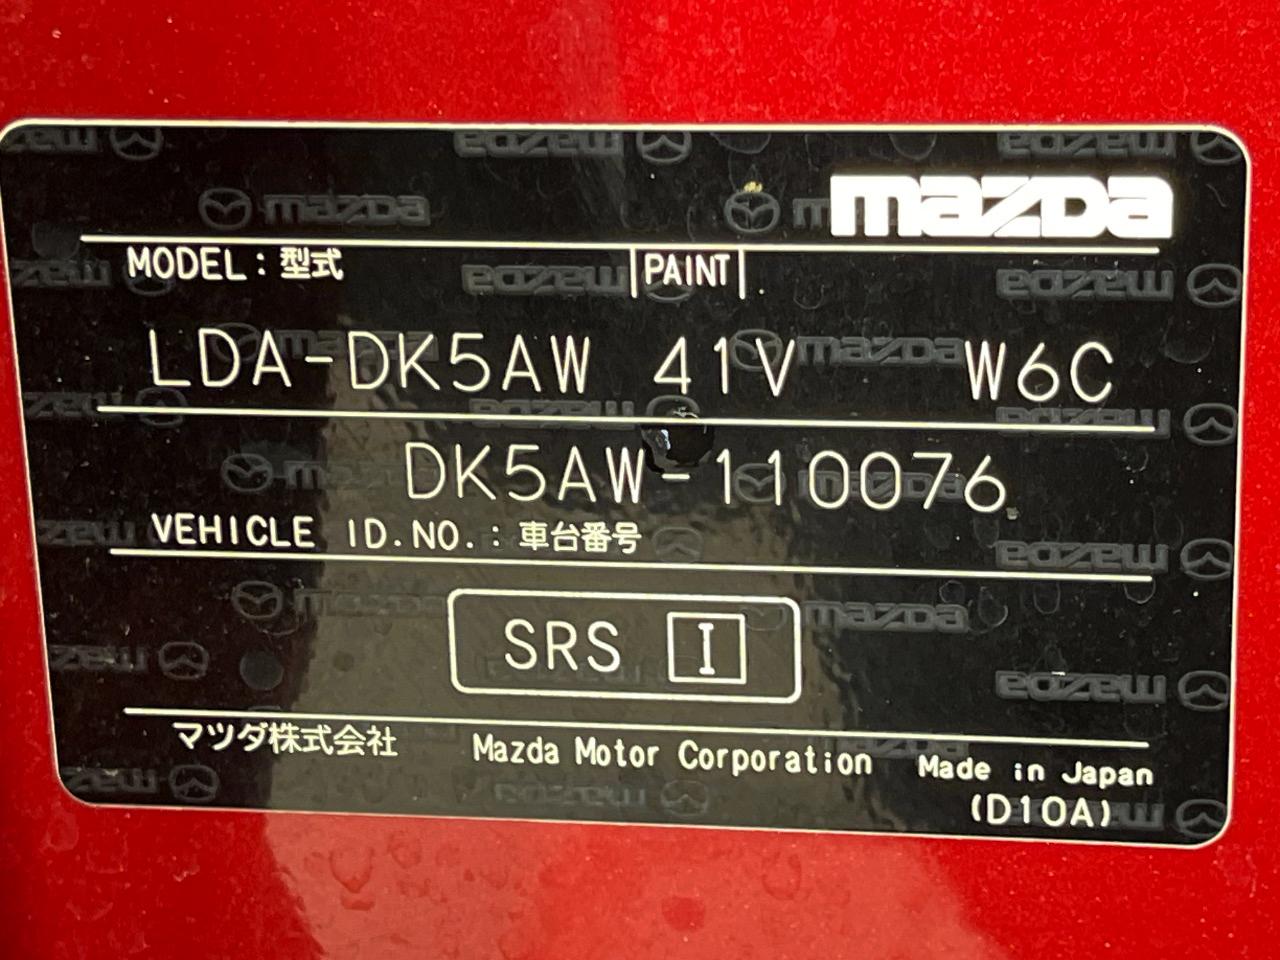 mazda
MODEL : 型式 PAINT
LDA-DK5AW 41V W6C
DK5AW-110076
VEHICLE ID.NO. : 車台番号
SRS I
マツダ株式会社 Mazda Motor Corporation Made in Japan
(D10A)